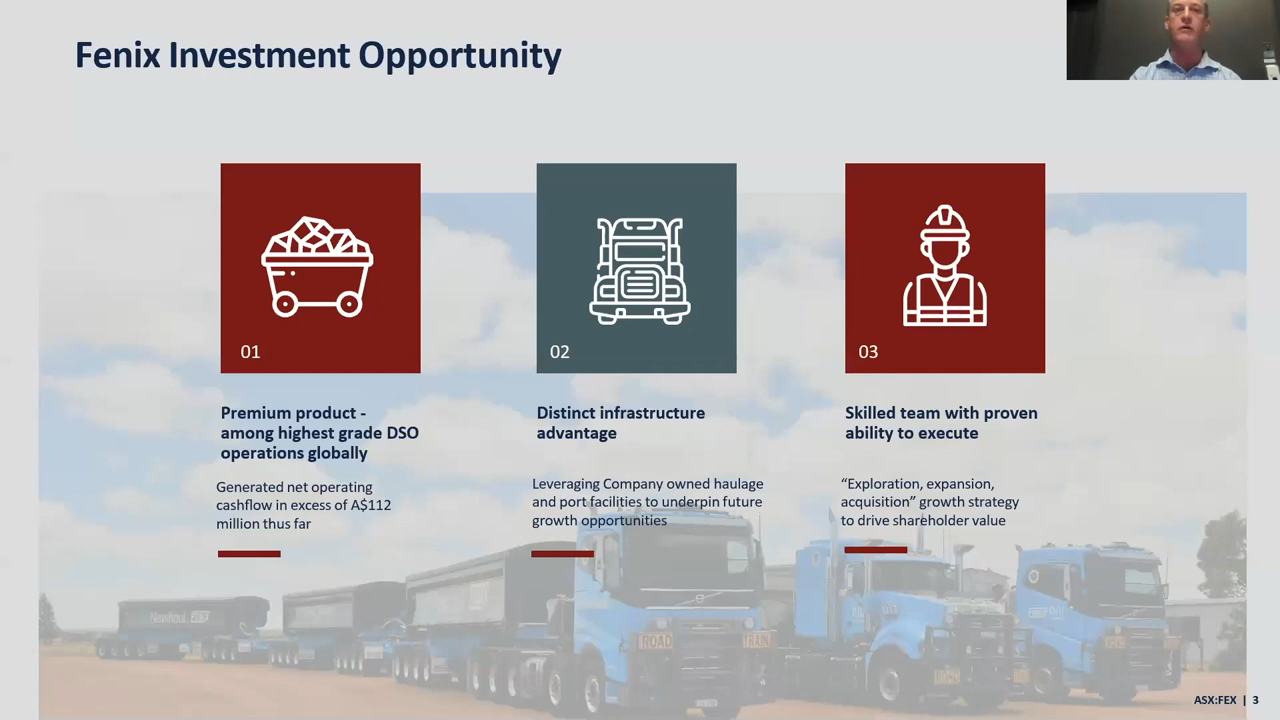 Fenix Investment Opportunity
01
02
03
Premium product -
among highest grade DSO
operations globally
Generated net operating
cashflow in excess of A$112
million thus far
Distinct infrastructure
advantage
Leveraging Company owned haulage
and port facilities to underpin future
growth opportunities
Skilled team with proven
ability to execute
“Exploration, expansion,
acquisition” growth strategy
to drive shareholder value
Newhaul
ROAD TRAIN
ASX:FEX | 3